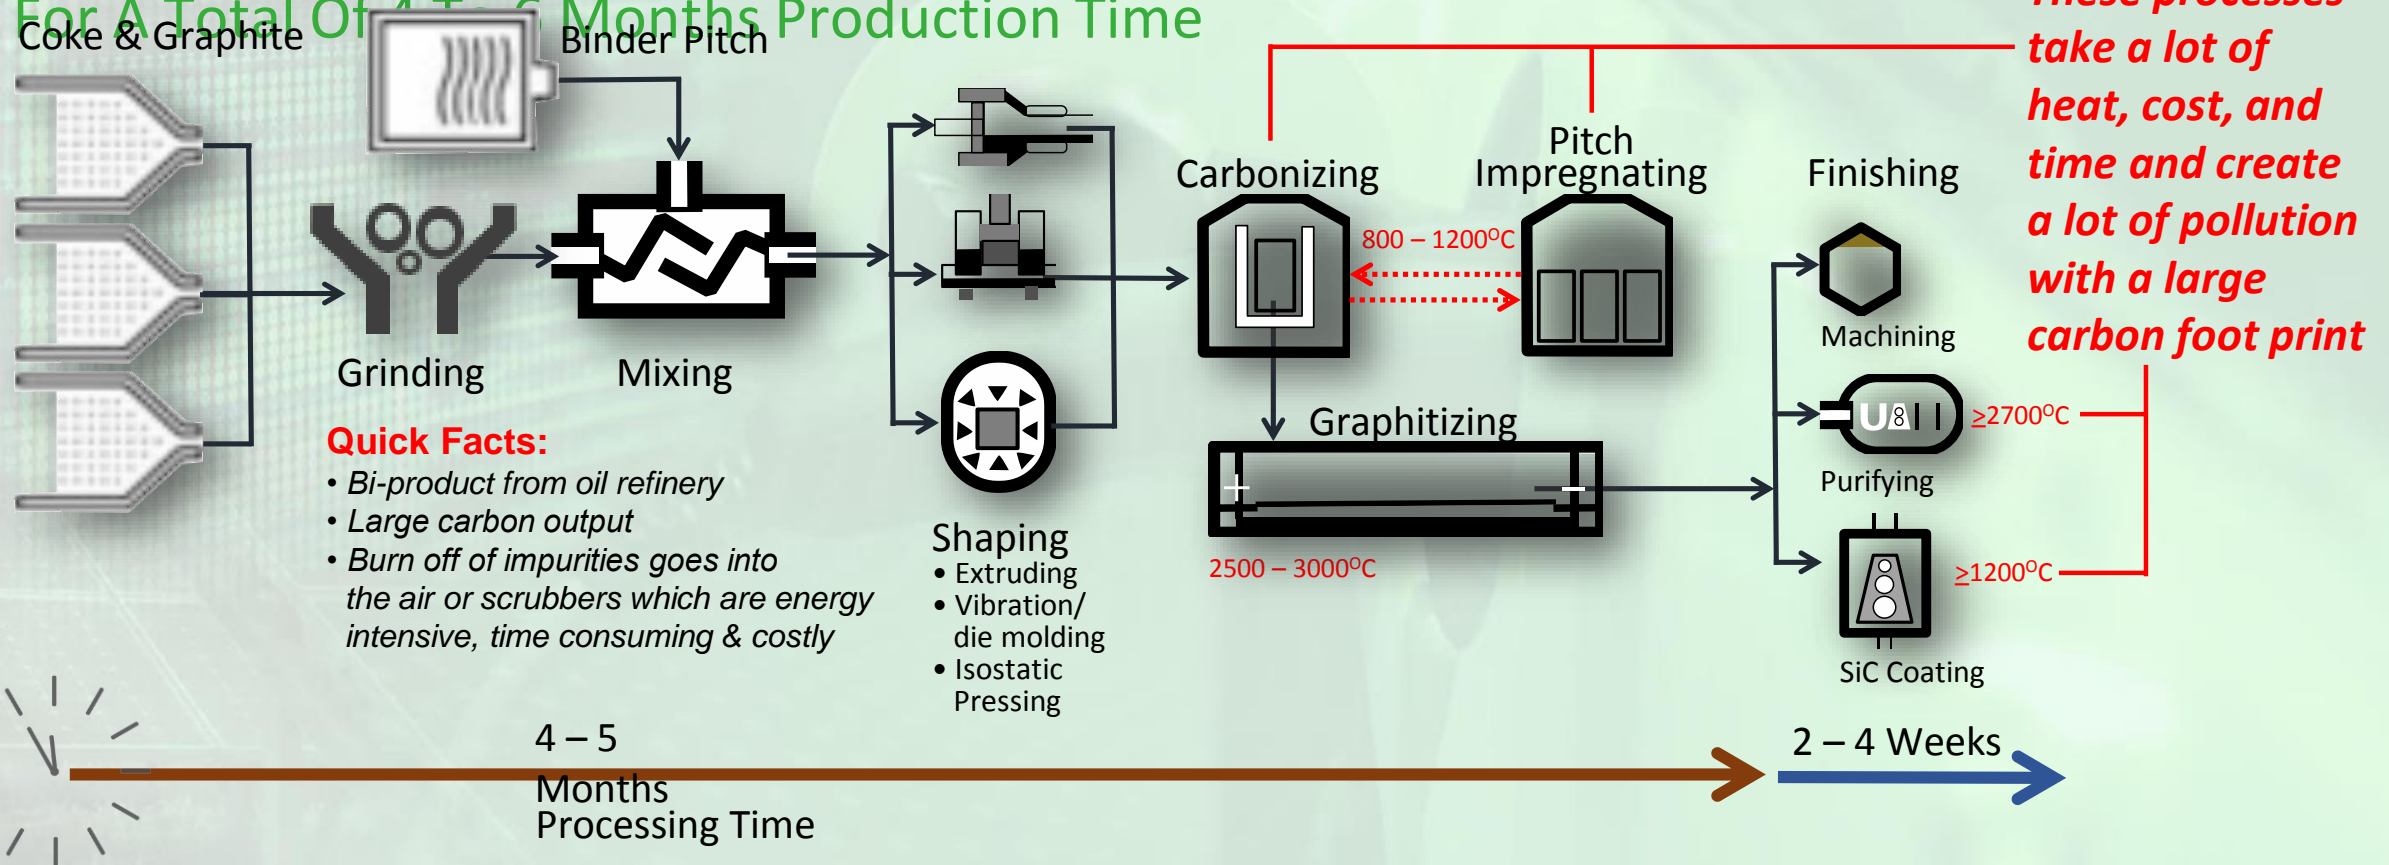 For A Total Of 4 To 6 Months Production Time
Coke & Graphite
Binder Pitch
These processes
take a lot of
heat, cost, and
time and create
a lot of pollution
with a large
carbon foot print
Pitch
Impregnating
Carbonizing
Finishing
800 – 1200⁰C
Machining
Grinding
Mixing
Graphitizing
≥2700⁰C
Purifying
Quick Facts:
• Bi-product from oil refinery
• Large carbon output
• Burn off of impurities goes into
the air or scrubbers which are energy
intensive, time consuming & costly
Shaping
• Extruding
• Vibration/
die molding
• Isostatic
Pressing
2500 – 3000⁰C
≥1200⁰C
SiC Coating
4 – 5
Months
Processing Time
2 – 4 Weeks